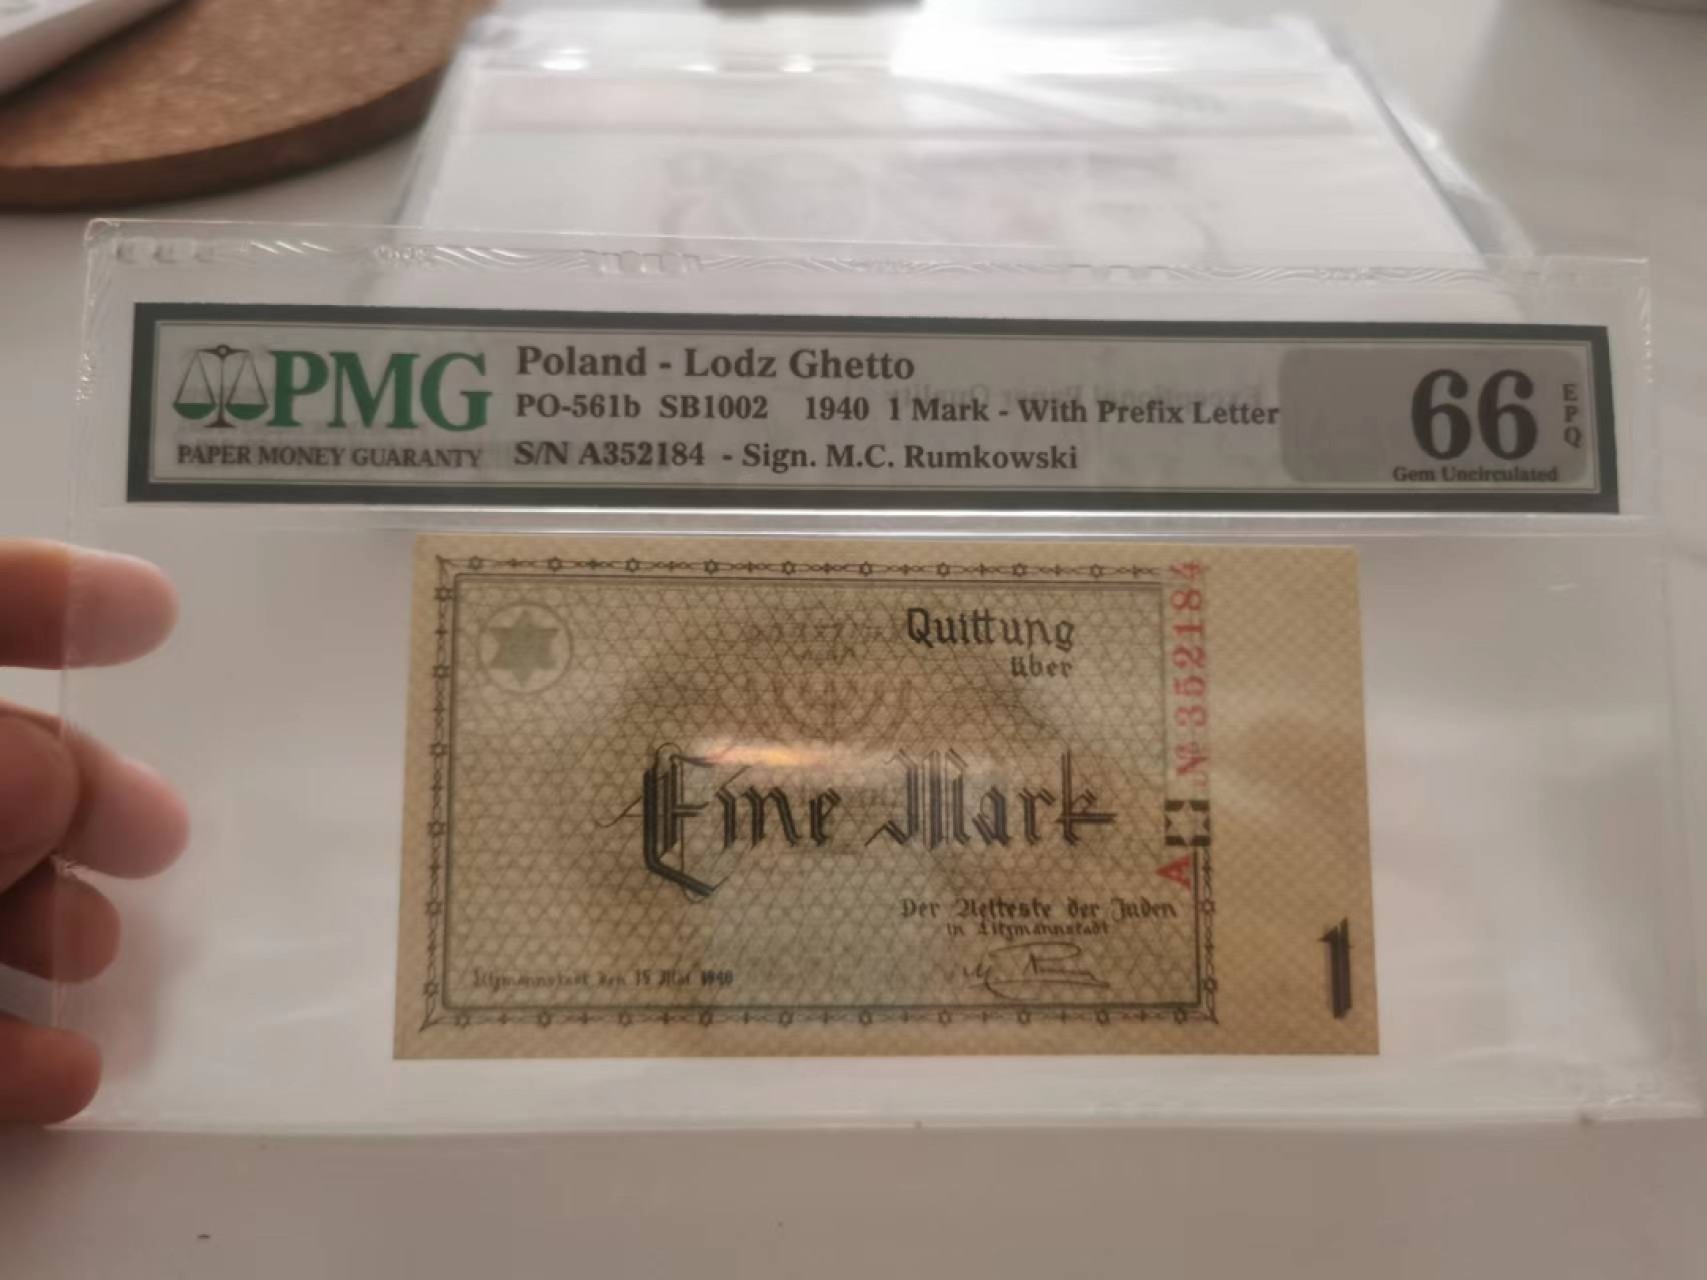 PMG
PAPER MONEY GUARANTY
Poland - Lodz Ghetto
PO-561b SB1002 1940 1 Mark - With Prefix Letter
S/N A352184 - Sign. M.C. Rumkowski
66
EPQ
Gem Uncirculated
Quittung
über
Eine Mark
Der Aelteste der Juden
in Litzmannstadt
Litzmannstadt, den 15. Mai 1940
A № 352184
1